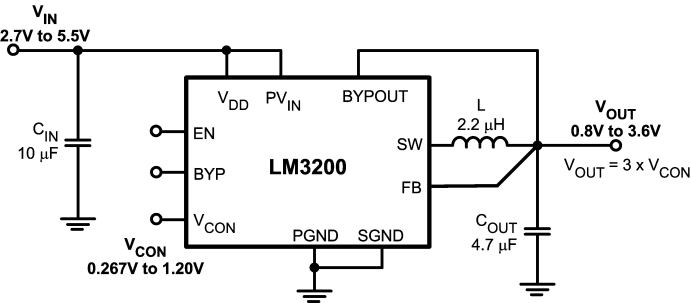 VIN
2.7V to 5.5V
VDD
PVIN
BYPOUT
L
2.2 μH
VOUT
0.8V to 3.6V
CIN
10 μF
EN
SW
LM3200
BYP
VOUT = 3 x VCON
FB
VCON
PGND
SGND
COUT
4.7 μF
VCON
0.267V to 1.20V